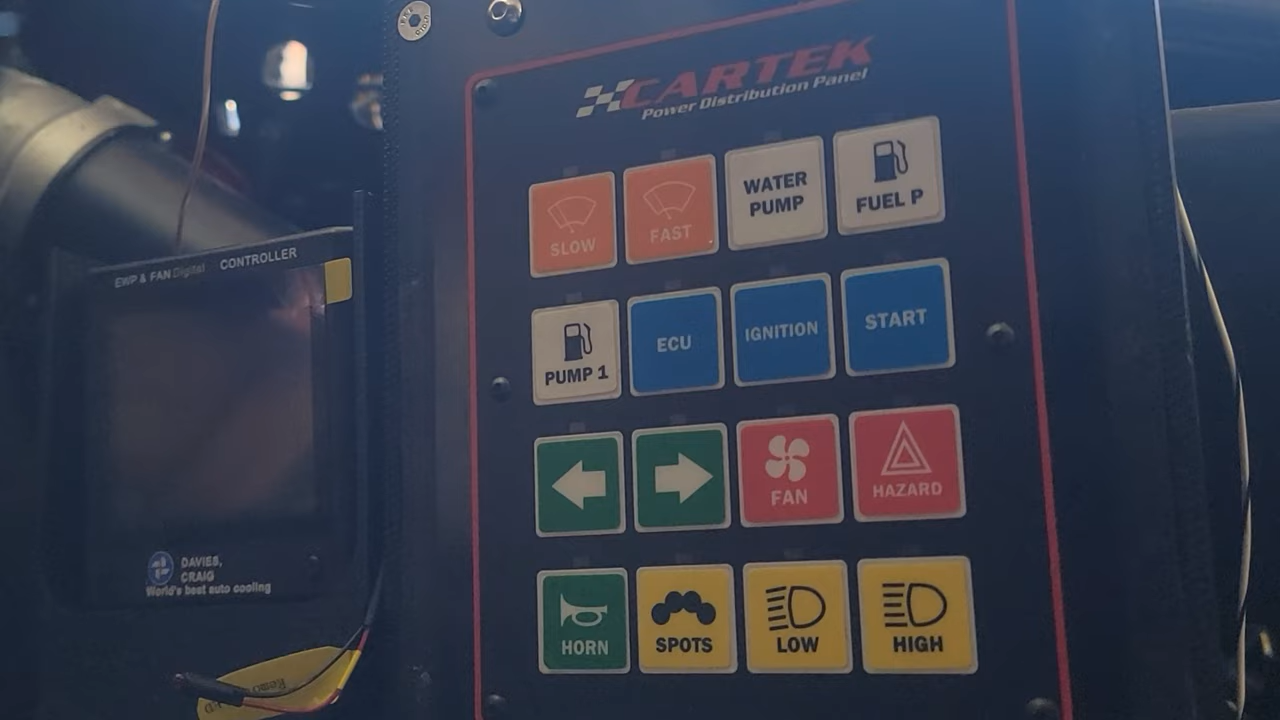 CARTEK
Power Distribution Panel
SLOW
FAST
WATER
PUMP
FUEL P
PUMP 1
ECU
IGNITION
START
FAN
HAZARD
HORN
SPOTS
LOW
HIGH
EWP & FAN Digital CONTROLLER
DAVIES,
CRAIG
World's best auto cooling